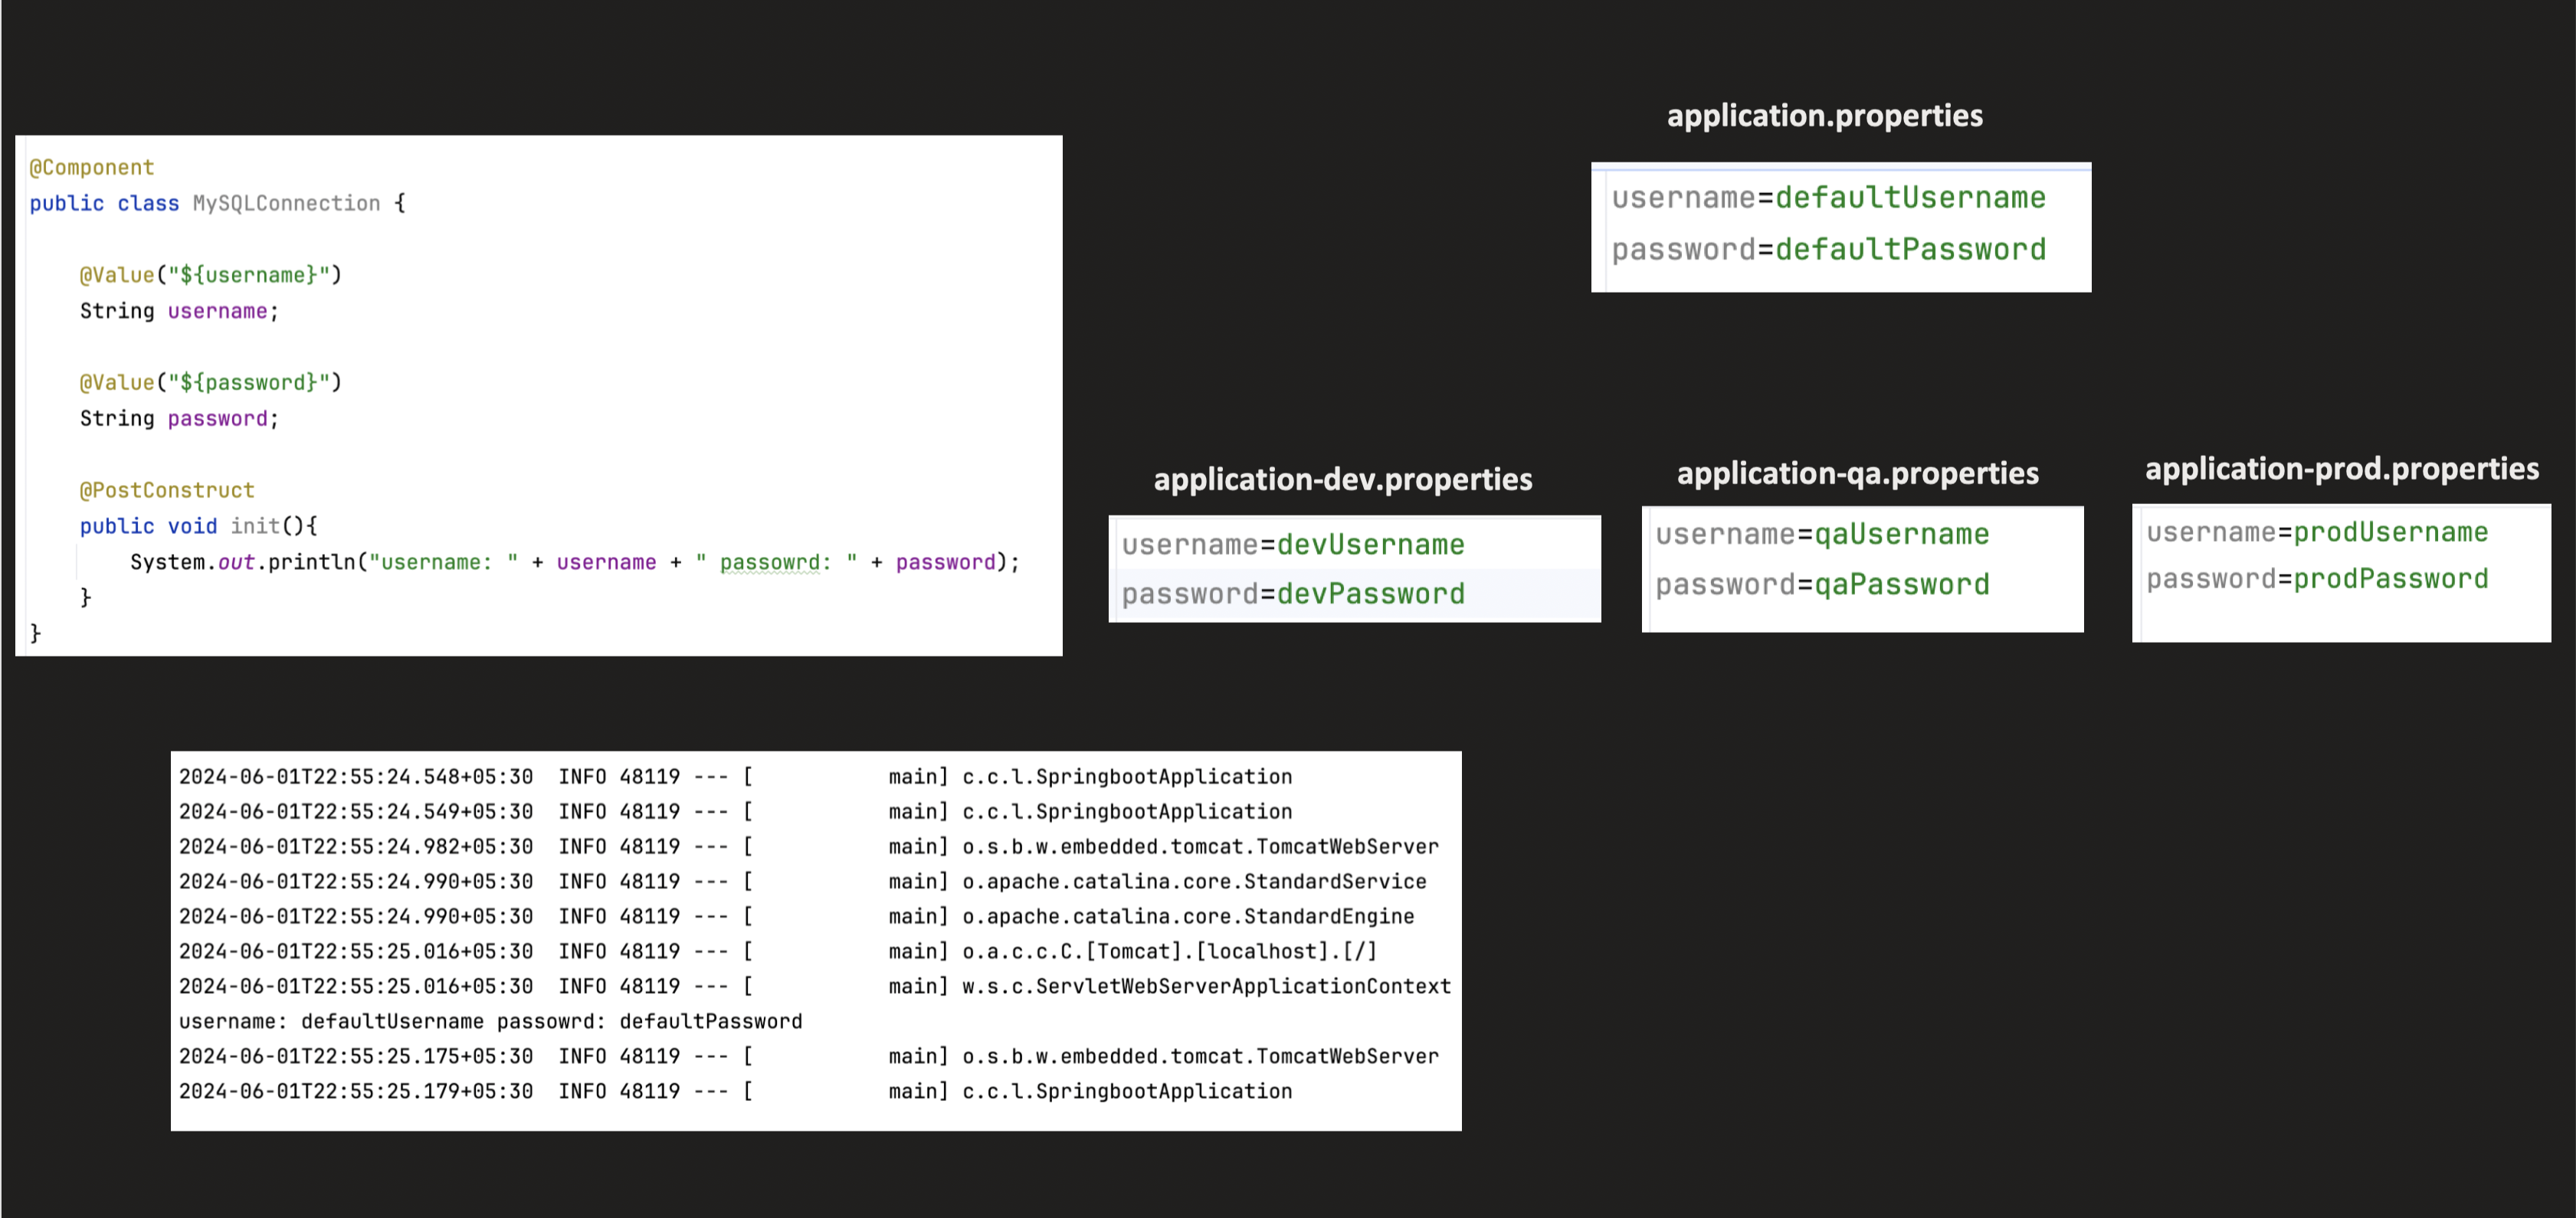 @Component
public class MySQLConnection {
@Value("${username}")
String username;
@Value("${password}")
String password;
@PostConstruct
public void init(){
System.out.println("username: " + username + " passowrd: " + password);
}
}
application.properties
username=defaultUsername
password=defaultPassword
application-dev.properties
username=devUsername
password=devPassword
application-qa.properties
username=qaUsername
password=qaPassword
application-prod.properties
username=prodUsername
password=prodPassword
2024-06-01T22:55:24.548+05:30  INFO 48119 --- [           main] c.c.l.SpringbootApplication
2024-06-01T22:55:24.549+05:30  INFO 48119 --- [           main] c.c.l.SpringbootApplication
2024-06-01T22:55:24.982+05:30  INFO 48119 --- [           main] o.s.b.w.embedded.tomcat.TomcatWebServer
2024-06-01T22:55:24.990+05:30  INFO 48119 --- [           main] o.apache.catalina.core.StandardService
2024-06-01T22:55:24.990+05:30  INFO 48119 --- [           main] o.apache.catalina.core.StandardEngine
2024-06-01T22:55:25.016+05:30  INFO 48119 --- [           main] o.a.c.c.C.[Tomcat].[localhost].[/]
2024-06-01T22:55:25.016+05:30  INFO 48119 --- [           main] w.s.c.ServletWebServerApplicationContext
username: defaultUsername passowrd: defaultPassword
2024-06-01T22:55:25.175+05:30  INFO 48119 --- [           main] o.s.b.w.embedded.tomcat.TomcatWebServer
2024-06-01T22:55:25.179+05:30  INFO 48119 --- [           main] c.c.l.SpringbootApplication